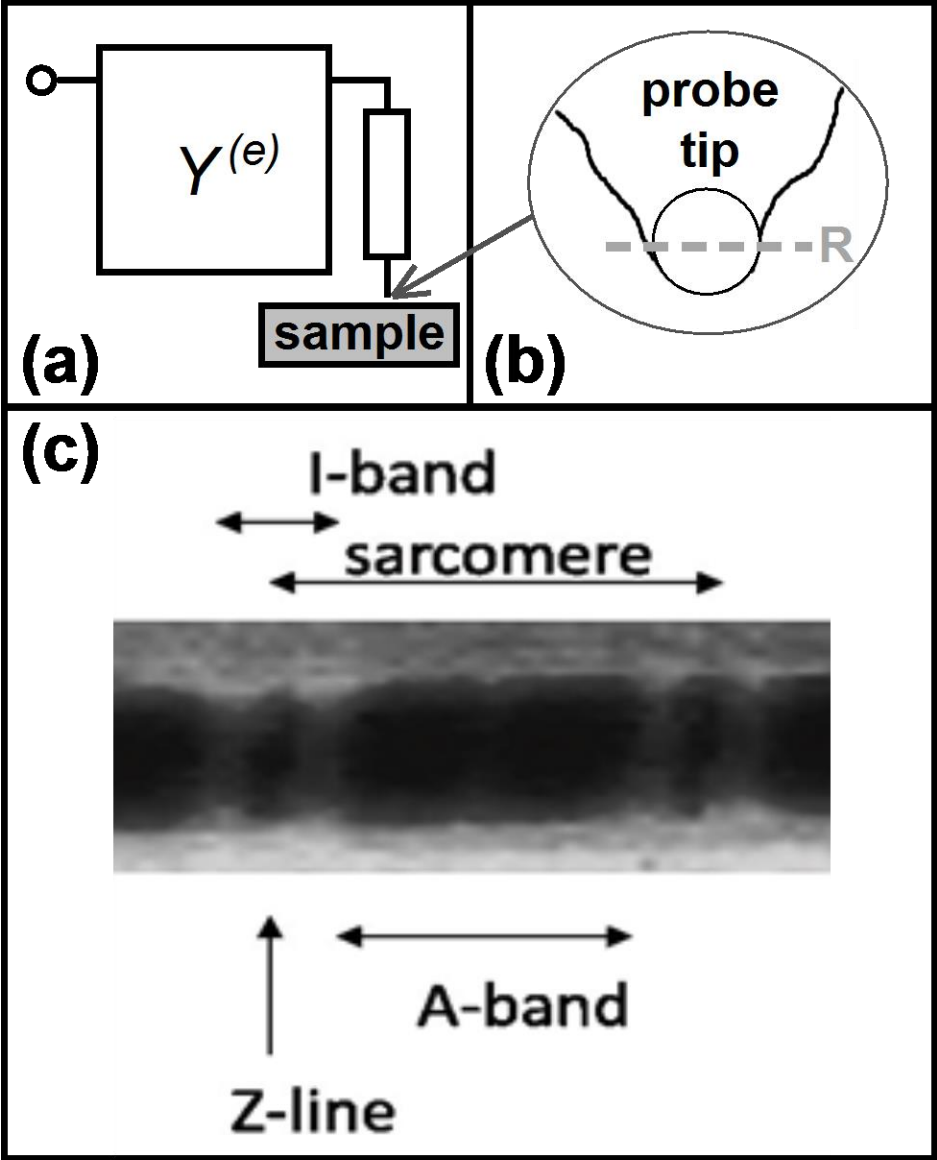 Y(e)
sample
(a)
probe
tip
R
(b)
(c)
I-band
sarcomere
A-band
Z-line